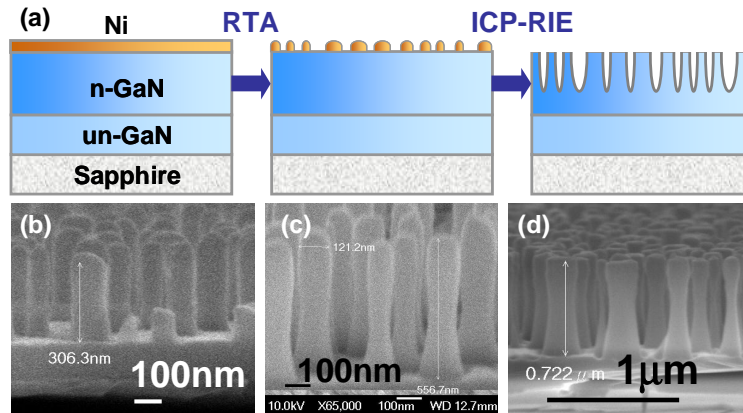 (a)
Ni
RTA
ICP-RIE
n-GaN
un-GaN
Sapphire
(b)
306.3nm
100nm
(c)
121.2nm
100nm
556.7nm
10.0kV X65,000 100nm WD 12.7mm
(d)
0.722 μm
1μm